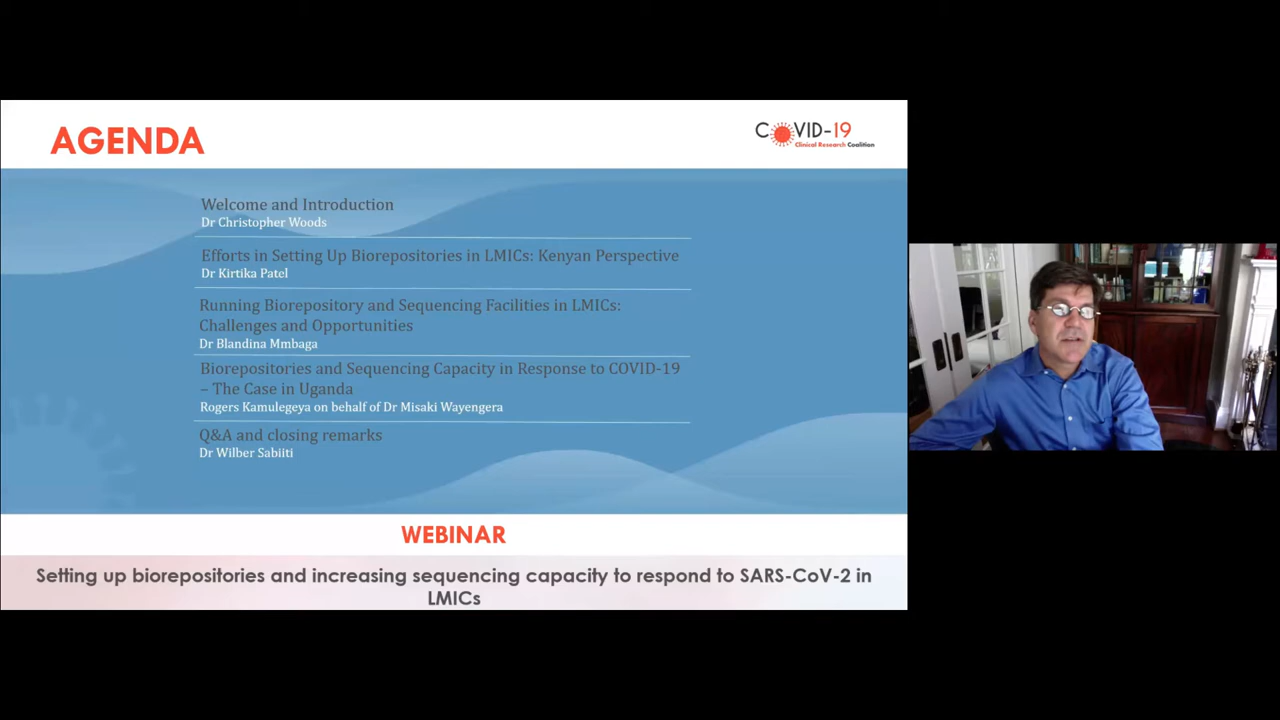 AGENDA
COVID-19
Clinical Research Coalition
Welcome and Introduction
Dr Christopher Woods
Efforts in Setting Up Biorepositories in LMICs: Kenyan Perspective
Dr Kirtika Patel
Running Biorepository and Sequencing Facilities in LMICs:
Challenges and Opportunities
Dr Blandina Mmbaga
Biorepositories and Sequencing Capacity in Response to COVID-19
– The Case in Uganda
Rogers Kamulegeya on behalf of Dr Misaki Wayengera
Q&A and closing remarks
Dr Wilber Sabiiti
WEBINAR
Setting up biorepositories and increasing sequencing capacity to respond to SARS-CoV-2 in
LMICs